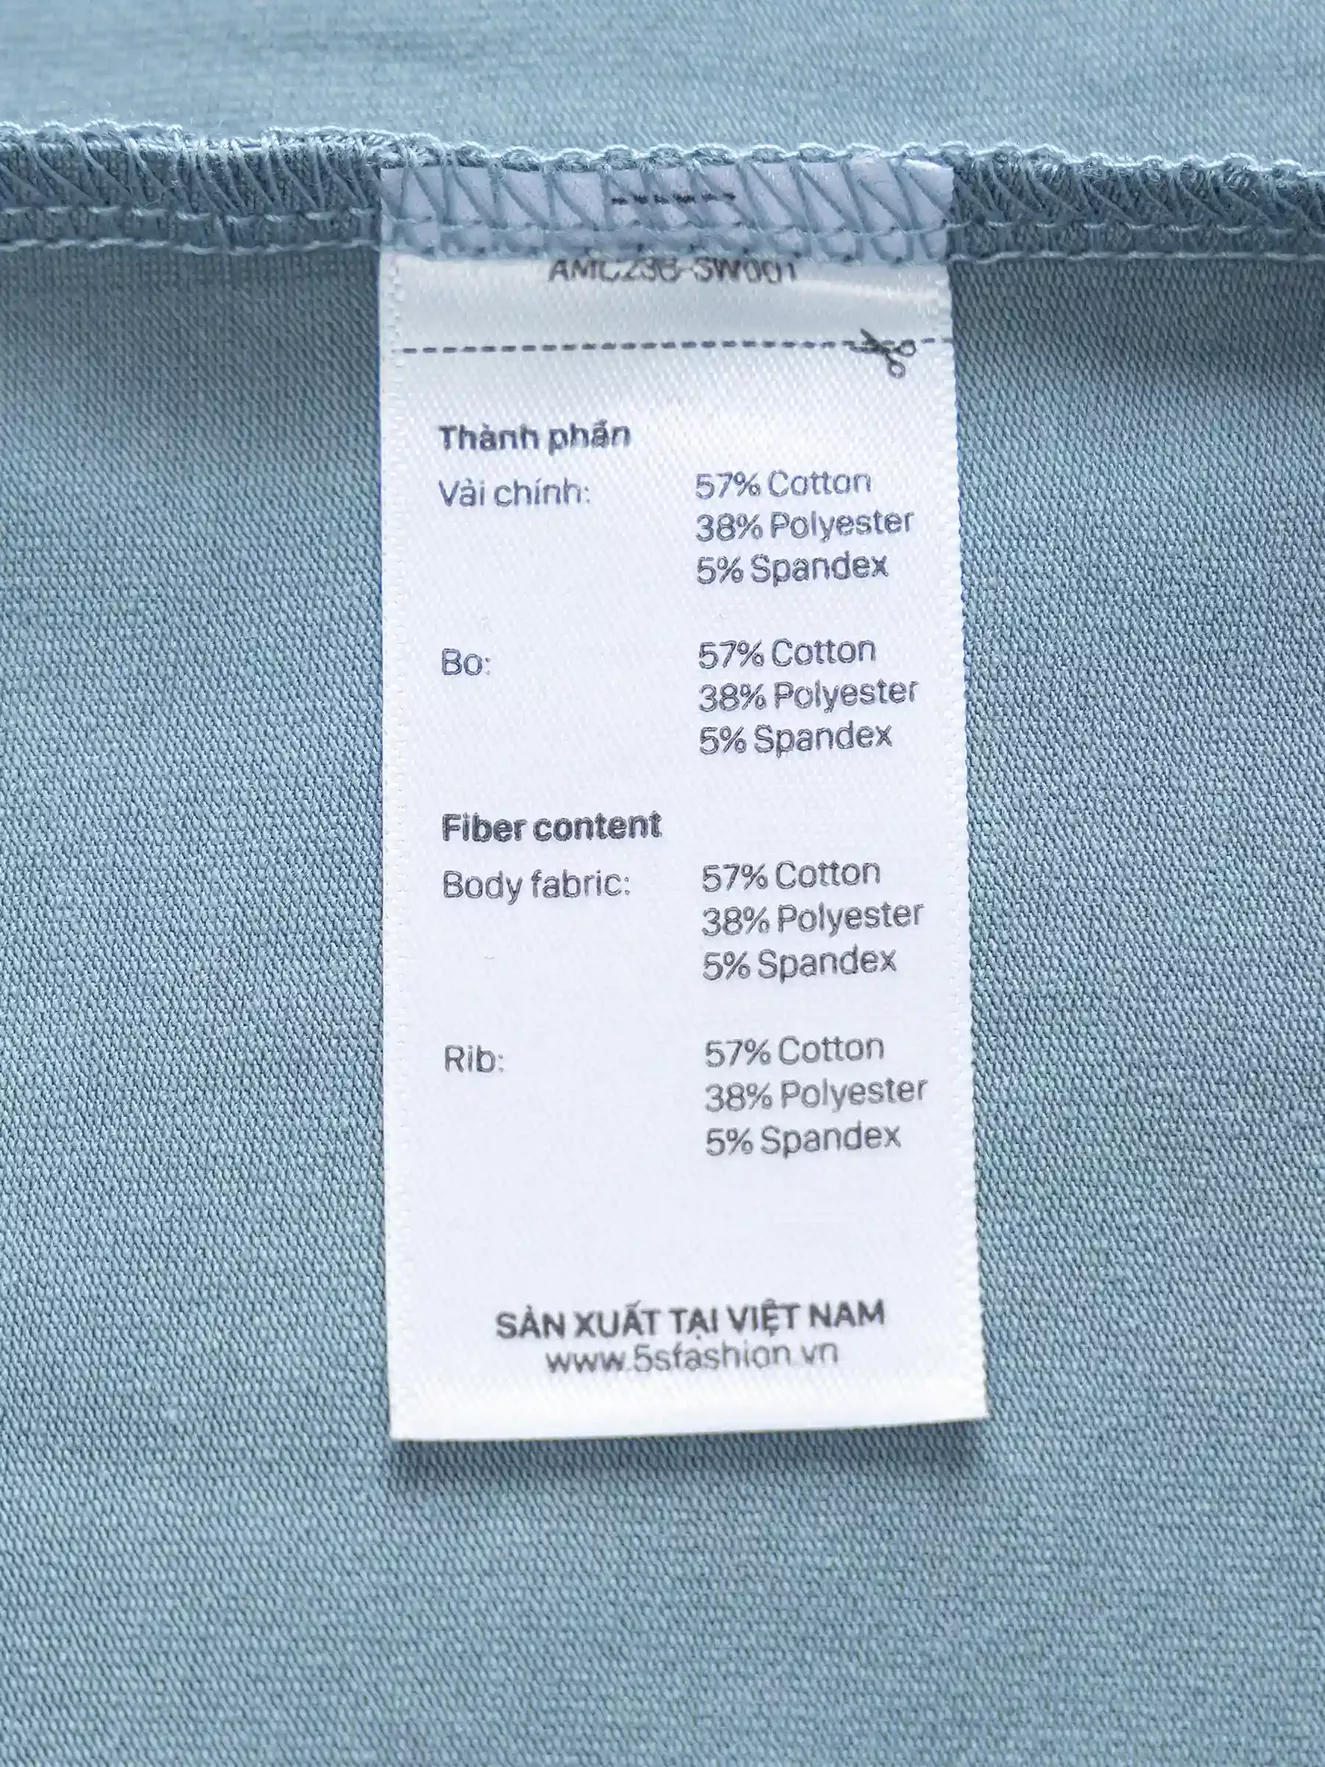 Thành phần
Vải chính: 57% Cotton
38% Polyester
5% Spandex
Bo: 57% Cotton
38% Polyester
5% Spandex
Fiber content
Body fabric: 57% Cotton
38% Polyester
5% Spandex
Rib: 57% Cotton
38% Polyester
5% Spandex
SẢN XUẤT TẠI VIỆT NAM
www.5sfashion.vn